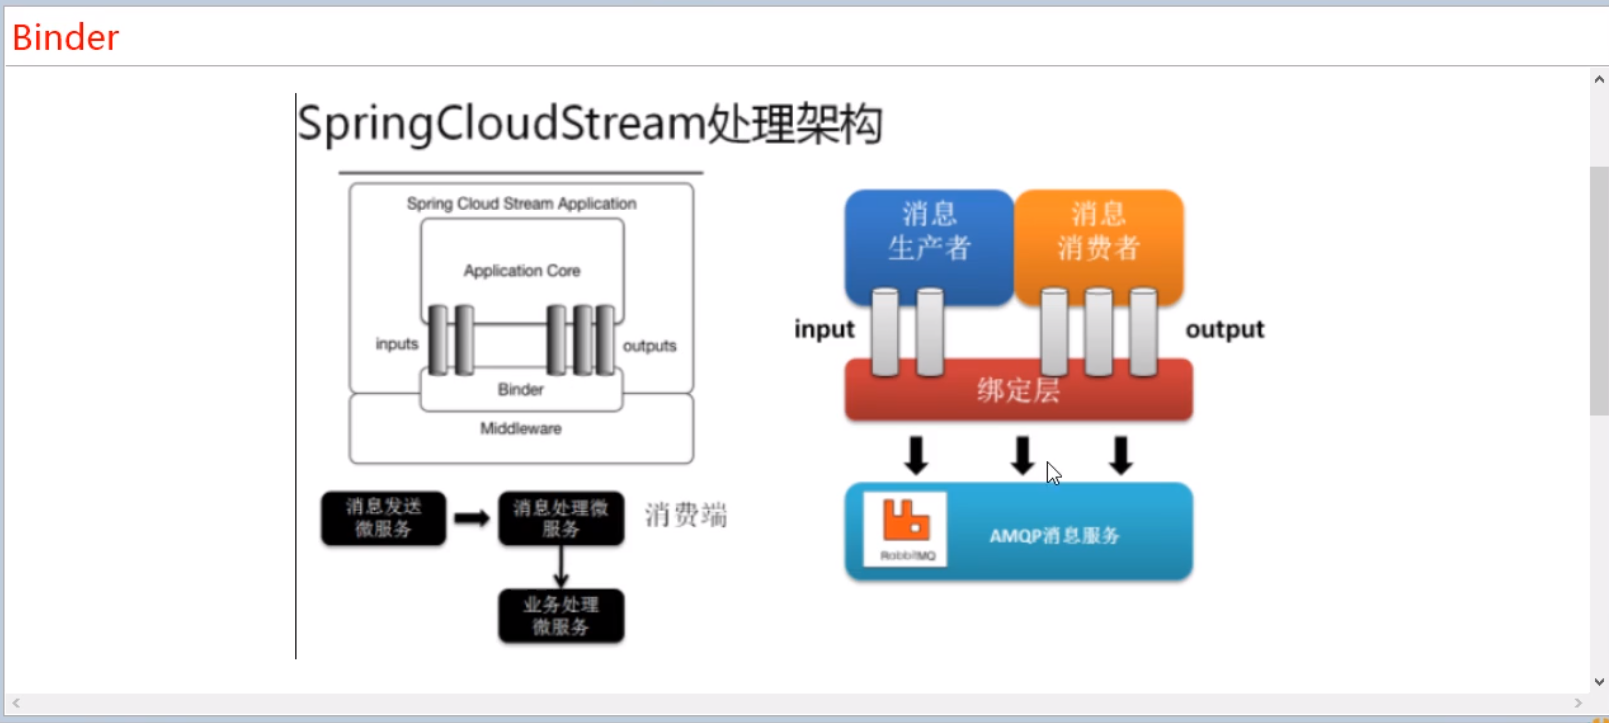 Binder
SpringCloudStream处理架构
Spring Cloud Stream Application
Application Core
inputs
outputs
Binder
Middleware
消息发送
微服务
消息处理微
服务
消费端
业务处理
微服务
消息
生产者
消息
消费者
input
output
绑定层
RabbitMQ
AMQP消息服务